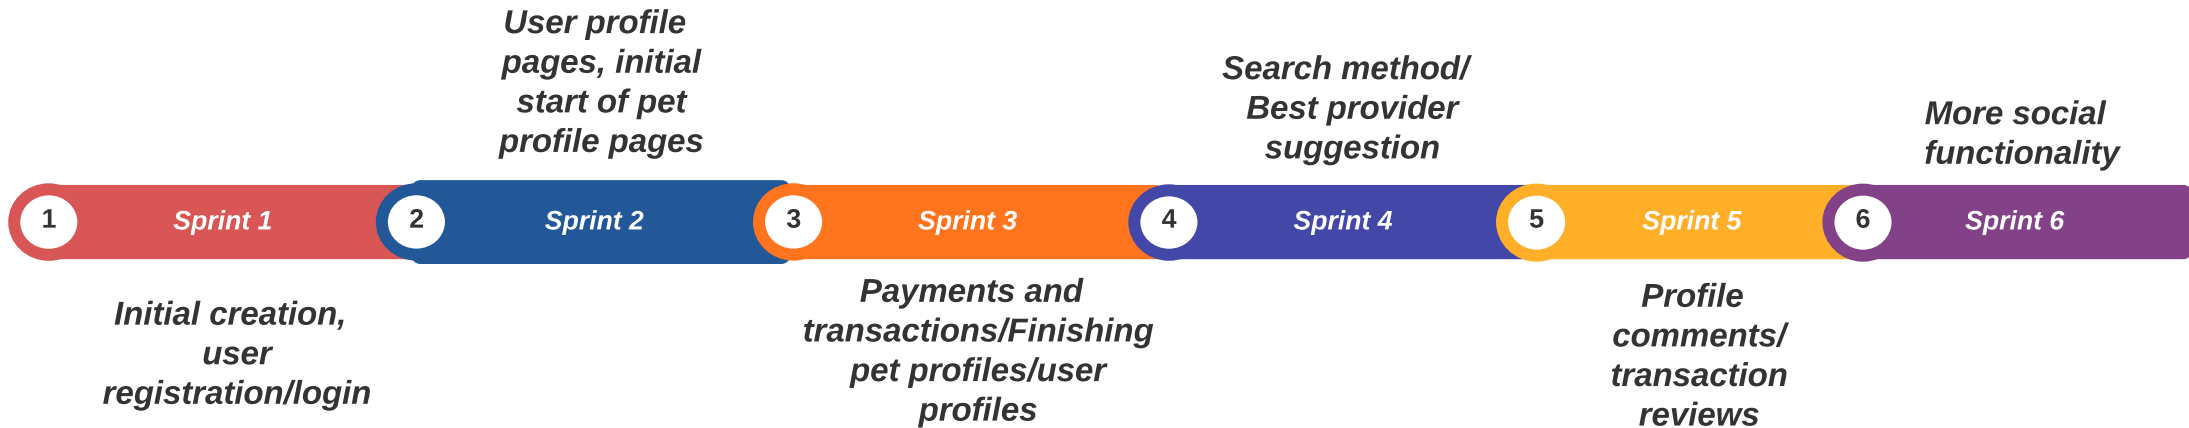 User profile
pages, initial
start of pet
profile pages
Search method/
Best provider
suggestion
More social
functionality
1 Sprint 1 2 Sprint 2 3 Sprint 3 4 Sprint 4 5 Sprint 5 6 Sprint 6
Initial creation,
user
registration/login
Payments and
transactions/Finishing
pet profiles/user
profiles
Profile
comments/
transaction
reviews